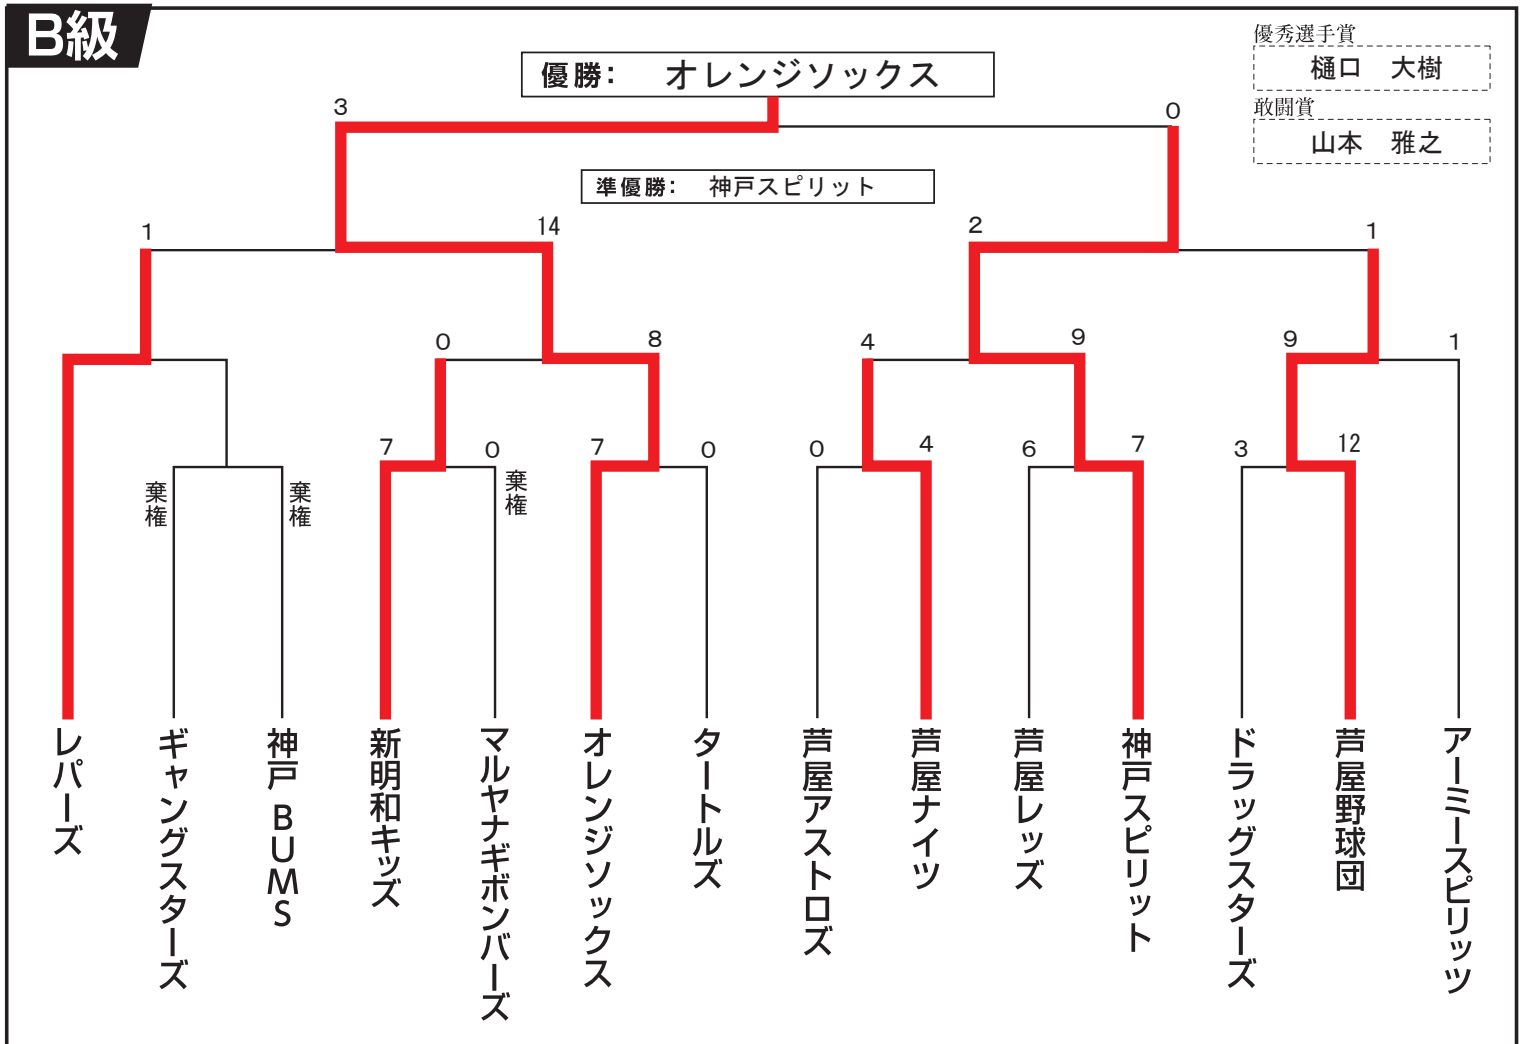 B級
優秀選手賞
樋口 大樹
敢闘賞
山本 雅之
優勝： オレンジソックス
3
0
準優勝： 神戸スピリット
1
14
2
1
0
8
4
9
9
1
7
0
7
0
0
4
6
7
3
12
棄権
棄権
棄権
レパーズ
ギャングスターズ
神戸 BUMS
新明和キッズ
マルヤナギボンバーズ
オレンジソックス
タートルズ
芦屋アストロズ
芦屋ナイツ
芦屋レッズ
神戸スピリット
ドラッグスターズ
芦屋野球団
アーミースピリッツ